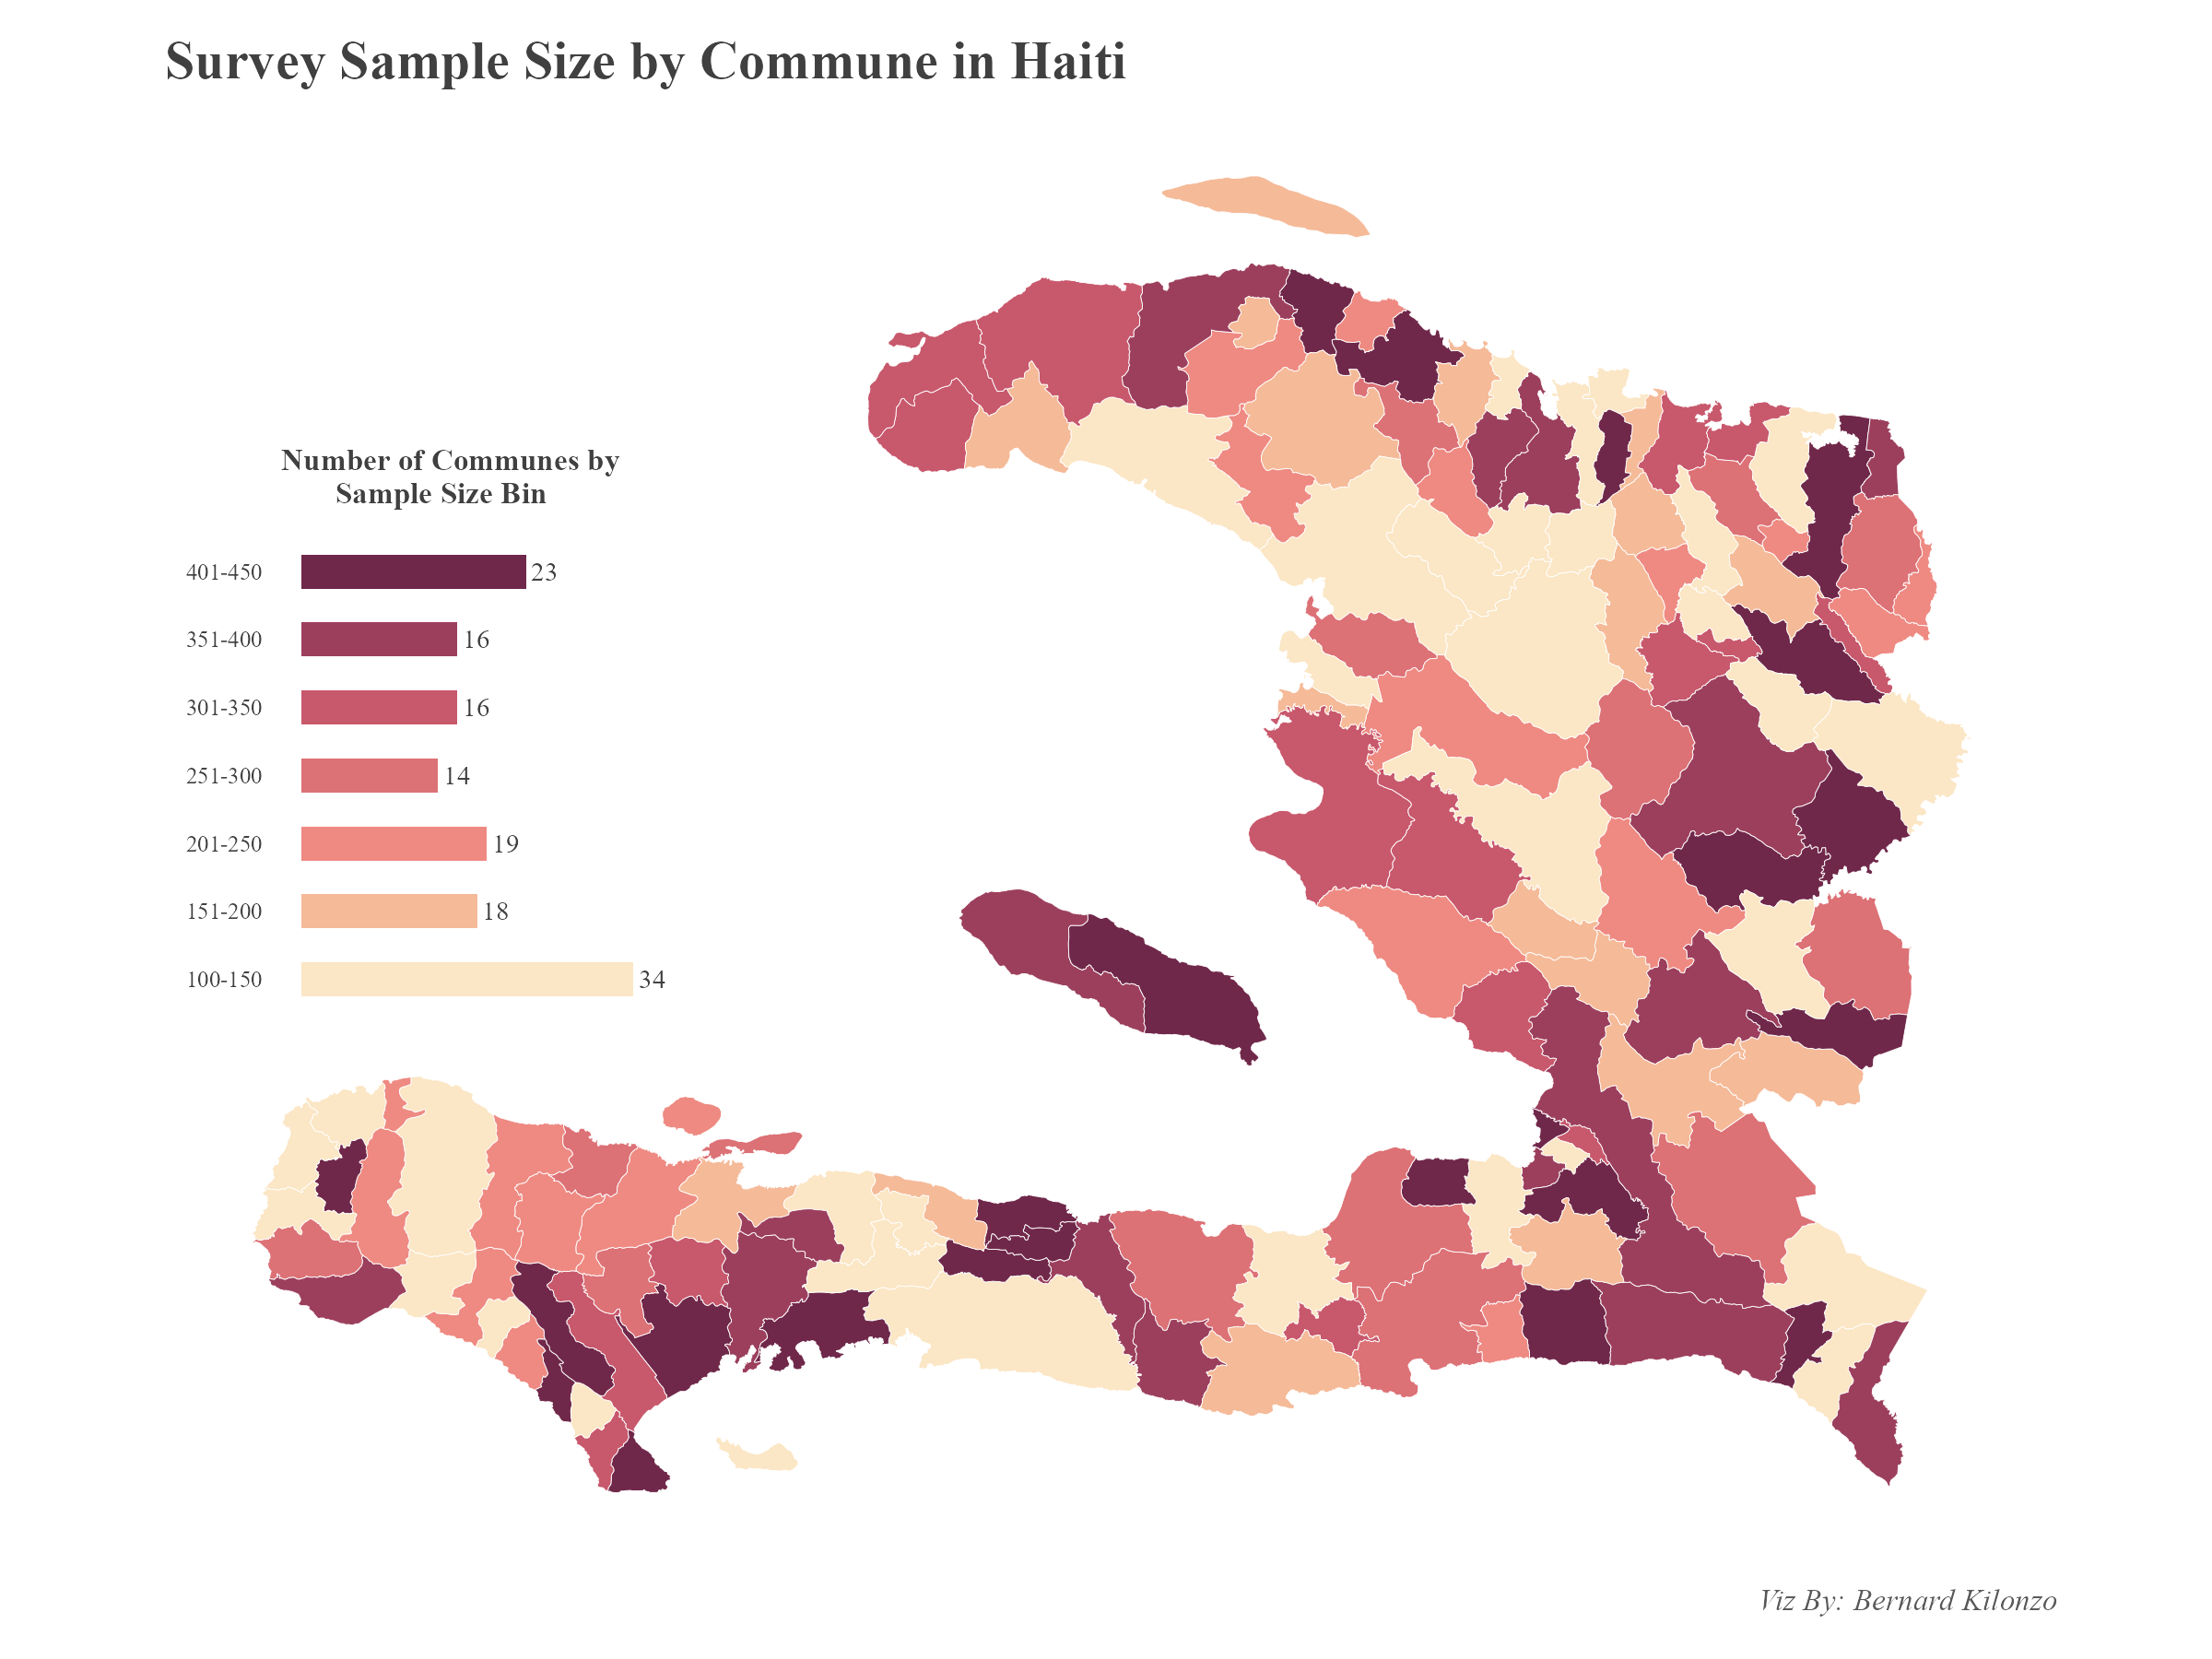 Survey Sample Size by Commune in Haiti
Number of Communes by
Sample Size Bin
401-450 23
351-400 16
301-350 16
251-300 14
201-250 19
151-200 18
100-150 34
Viz By: Bernard Kilonzo